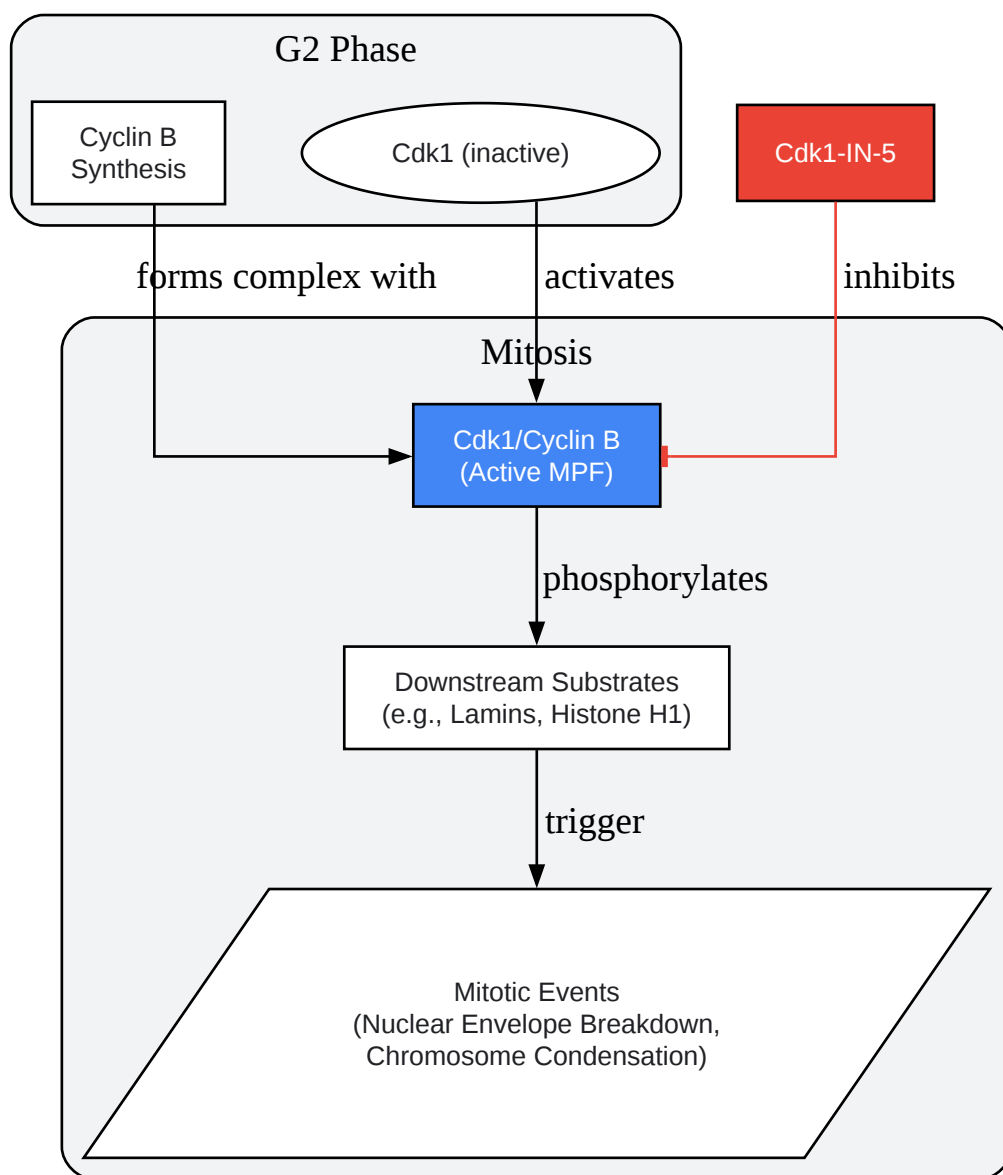 G2 Phase
Cyclin B
Synthesis
Cdk1 (inactive)
Cdk1-IN-5
forms complex with
activates
inhibits
Mitosis
Cdk1/Cyclin B
(Active MPF)
phosphorylates
Downstream Substrates
(e.g., Lamins, Histone H1)
trigger
Mitotic Events
(Nuclear Envelope Breakdown,
Chromosome Condensation)